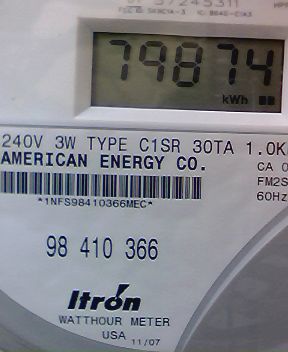 37245311
79874
kWh
240V 3W TYPE C1SR 30TA 1.0K
AMERICAN ENERGY CO.
CA 0
FM2S
60Hz
*1NFS98410366MEC*
98 410 366
Itron
WATTHOUR METER
USA 11/07